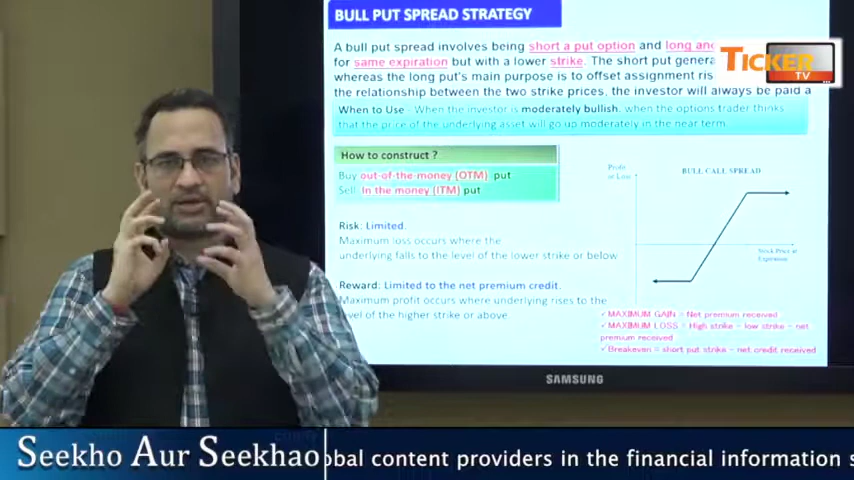 BULL PUT SPREAD STRATEGY
A bull put spread involves being short a put option and long
for same expiration but with a lower strike. The short put
whereas the long put's main purpose is to offset assignment
the relationship between the two strike prices, the investor will always be paid a
When to Use - When the investor is moderately bullish, when the options trader thinks
that the price of the underlying asset will go up moderately in the near term.
TICKER
TV
How to construct ?
Buy out-of-the-money (OTM) put
Sell In the money (ITM) put
Risk: Limited.
Maximum loss occurs where the
underlying falls to the level of the lower strike or below
Reward: Limited to the net premium credit.
Maximum profit occurs where underlying rises to the
level of the higher strike or above.
Profit
or Loss
BULL CALL SPREAD
Stock Price at
Expiration
✓MAXIMUM GAIN = Net premium received
✓MAXIMUM LOSS = High strike - low strike - net
premium received
✓Breakeven = short put strike - net credit received
SAMSUNG
Seekho Aur Seekhao
obal content providers in the financial information s